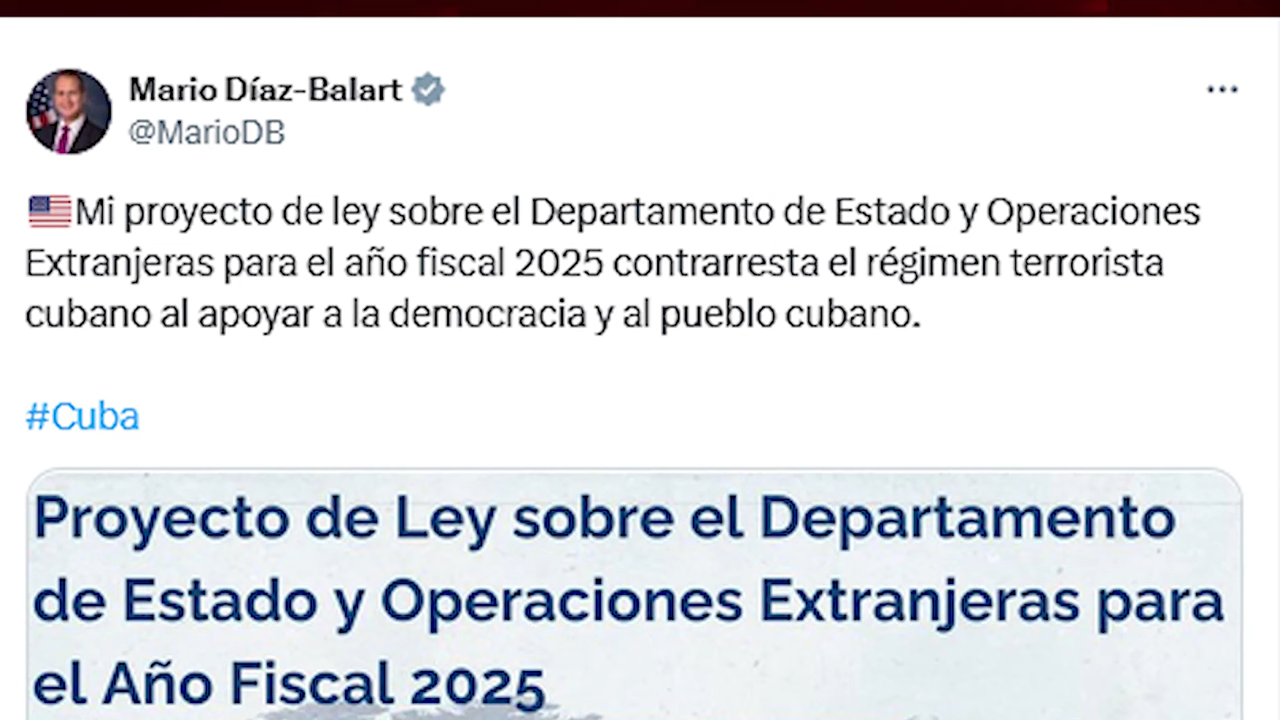 Mario Díaz-Balart
@MarioDB
Mi proyecto de ley sobre el Departamento de Estado y Operaciones
Extranjeras para el año fiscal 2025 contrarresta el régimen terrorista
cubano al apoyar a la democracia y al pueblo cubano.
#Cuba
Proyecto de Ley sobre el Departamento
de Estado y Operaciones Extranjeras para
el Año Fiscal 2025